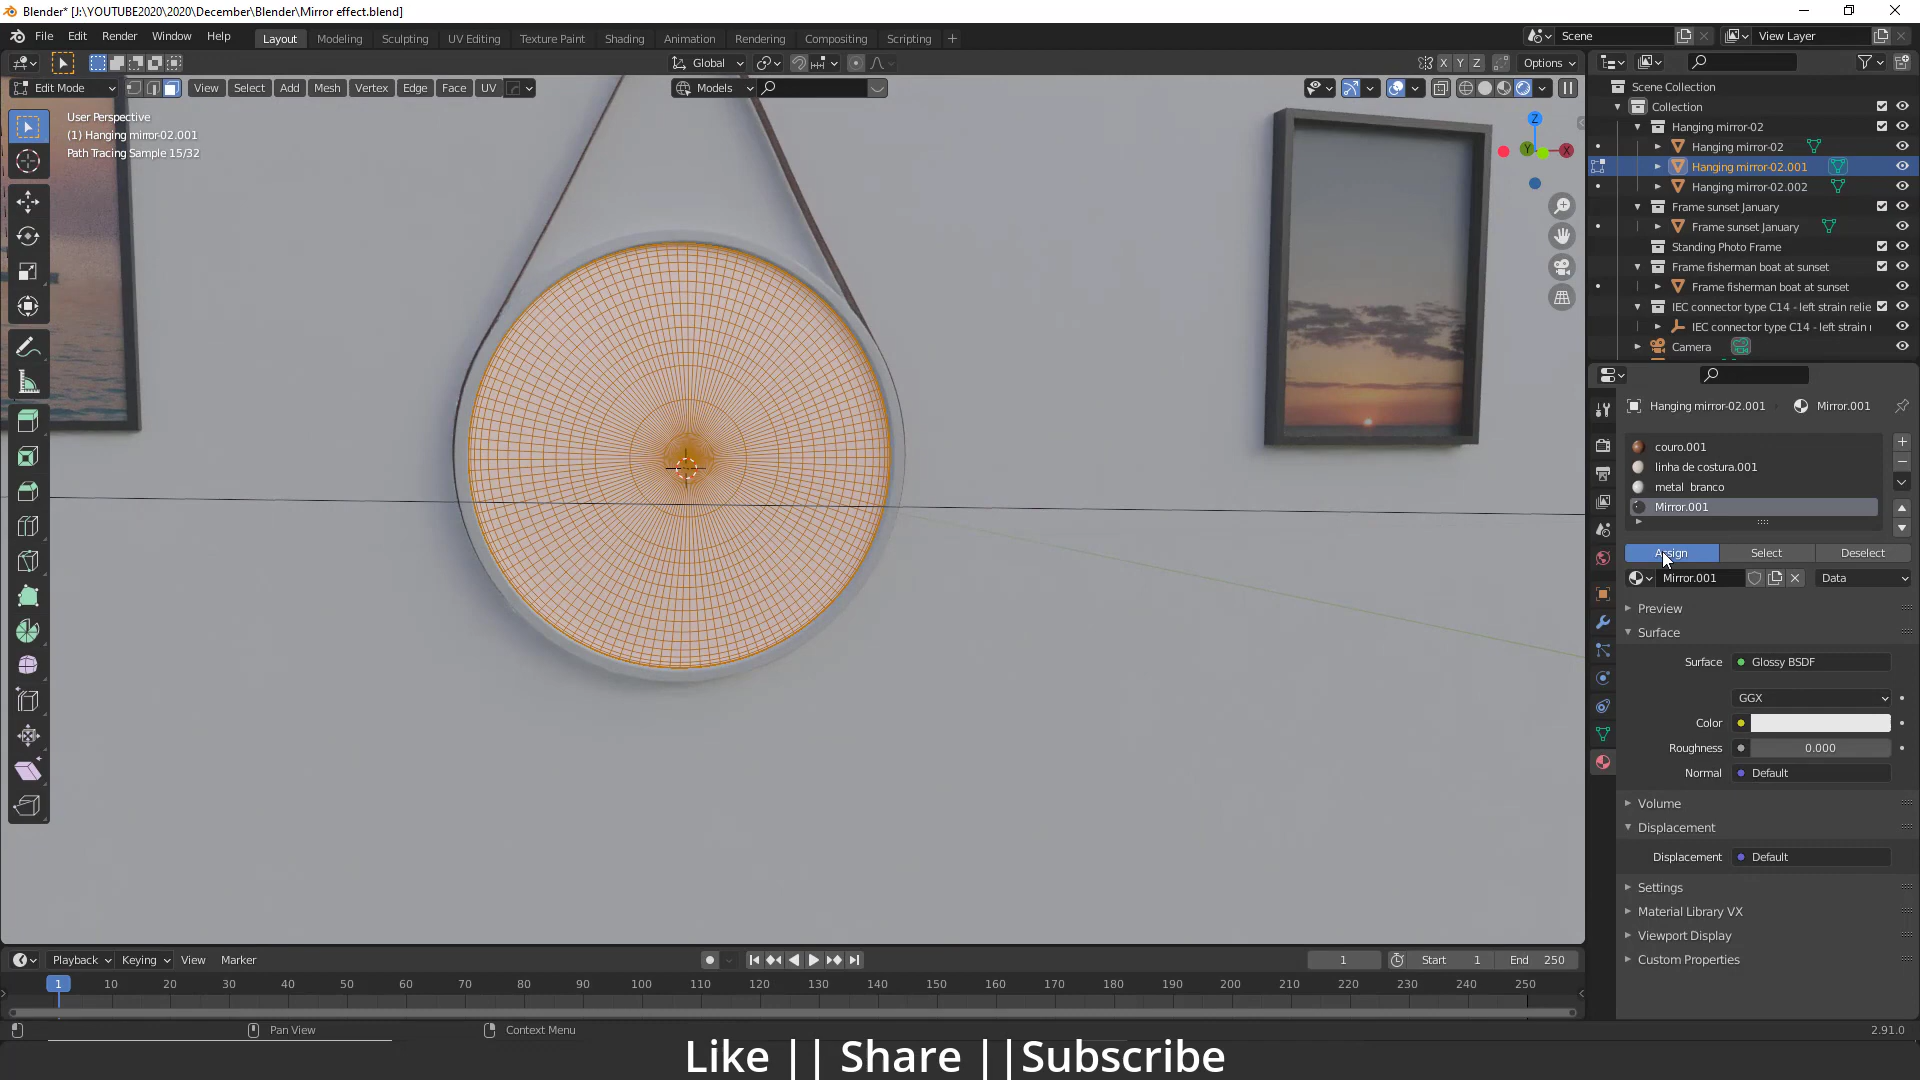 Blender* [J:\YOUTUBE2020\2020\December\Blender\Mirror effect.blend]
File Edit Render Window Help
Layout Modeling Sculpting UV Editing Texture Paint Shading Animation Rendering Compositing Scripting
Scene
View Layer
Global
X Y Z
Options
Edit Mode
View Select Add Mesh Vertex Edge Face UV
Models
User Perspective
(1) Hanging mirror-02.001
Path Tracing Sample 15/32
Z
Y
X
Scene Collection
Collection
Hanging mirror-02
Hanging mirror-02
Hanging mirror-02.001
Hanging mirror-02.002
Frame sunset January
Frame sunset January
Standing Photo Frame
Frame fisherman boat at sunset
Frame fisherman boat at sunset
IEC connector type C14 - left strain relie
IEC connector type C14 - left strain r
Camera
Hanging mirror-02.001 Mirror.001
couro.001
linha de costura.001
metal branco
Mirror.001
Assign Select Deselect
Mirror.001 Data
Preview
Surface
Surface Glossy BSDF
GGX
Color
Roughness 0.000
Normal Default
Volume
Displacement
Displacement Default
Settings
Material Library VX
Viewport Display
Custom Properties
Playback Keying View Marker
1 Start 1 End 250
1 10 20 30 40 50 60 70 80 90 100 110 120 130 140 150 160 170 180 190 200 210 220 230 240 250
Pan View Context Menu
2.91.0
Like || Share ||Subscribe